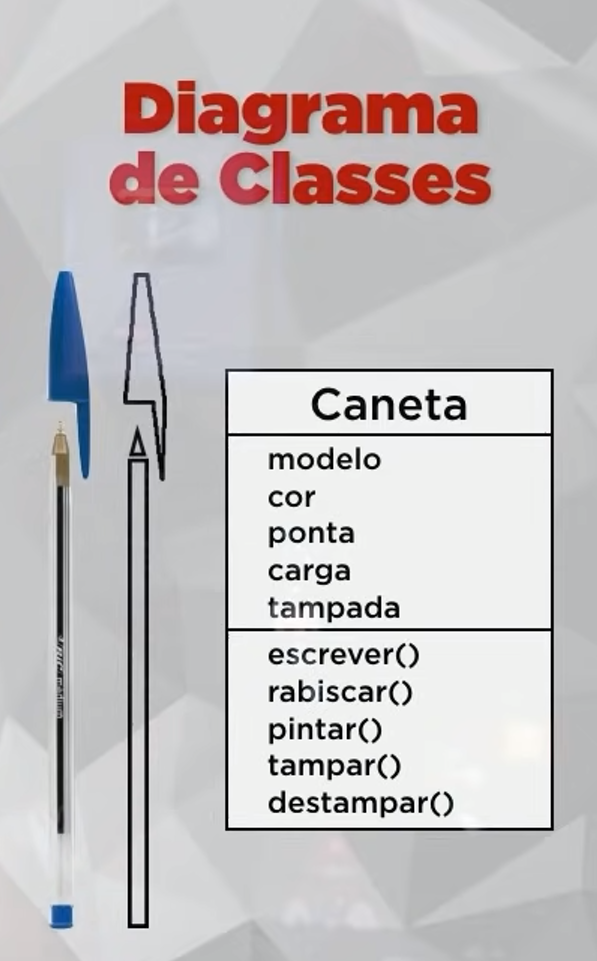 Diagrama
de Classes
Caneta
modelo
cor
ponta
carga
tampada
escrever()
rabiscar()
pintar()
tampar()
destampar()